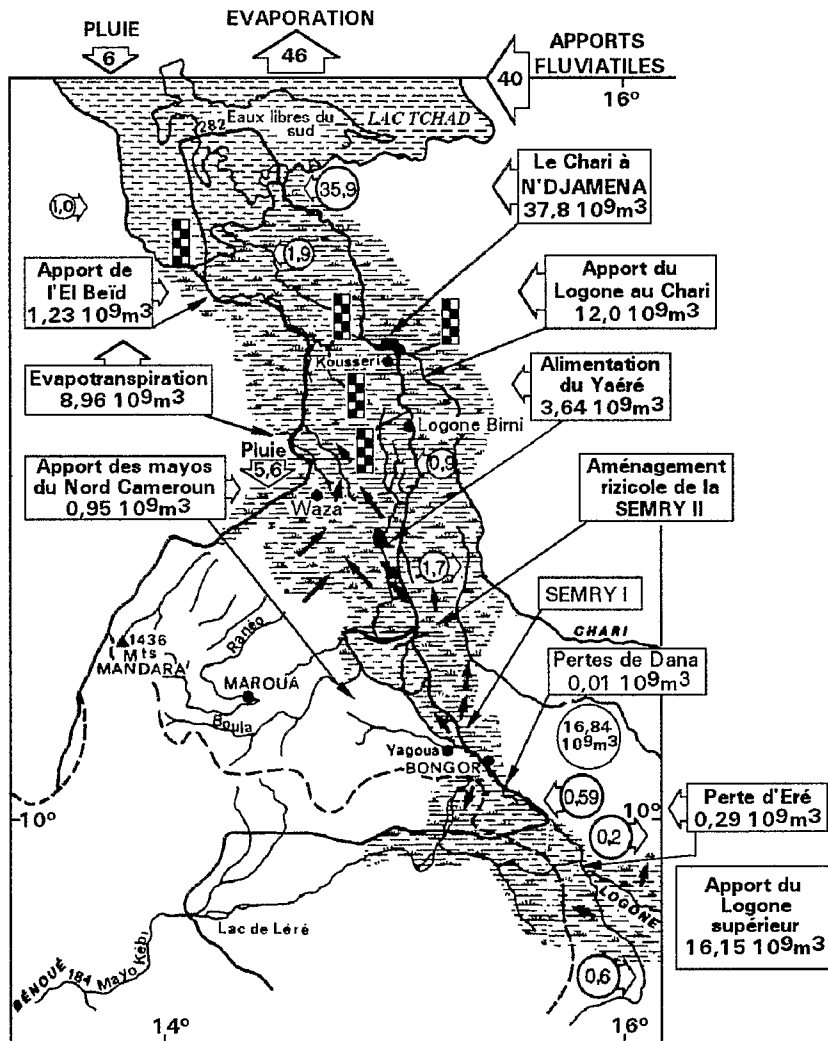 PLUIE
6
EVAPORATION
46
APPORTS
FLUVIATILES
40
16º
Eaux libres du
sud
LAC TCHAD
282
Le Chari à
N'DJAMENA
37,8 10⁹m³
35,9
1,0
1,9
Apport de
l'El Beïd
1,23 10⁹m³
Apport du
Logone au Chari
12,0 10⁹m³
Kousseri
Evapotranspiration
8,96 10⁹m³
Alimentation
du Yaéré
3,64 10⁹m³
Logone Birni
Pluie
5,6
0,9
Apport des mayos
du Nord Cameroun
0,95 10⁹m³
Waza
Aménagement
rizicole de la
SEMRY II
1,7
SEMRY I
CHARI
Ranéo
1436
Mts
MANDARA
MAROUÁ
Boula
Pertes de Dana
0,01 10⁹m³
16,84
10⁹m³
Yagoua
BONGOR
0,59
10º
10º
0,2
Perte d'Eré
0,29 10⁹m³
LOGONE
Apport du
Logone
supérieur
16,15 10⁹m³
Lac de Léré
BÉNOUÉ
184
Mayo Kébi
0,6
14º
16º